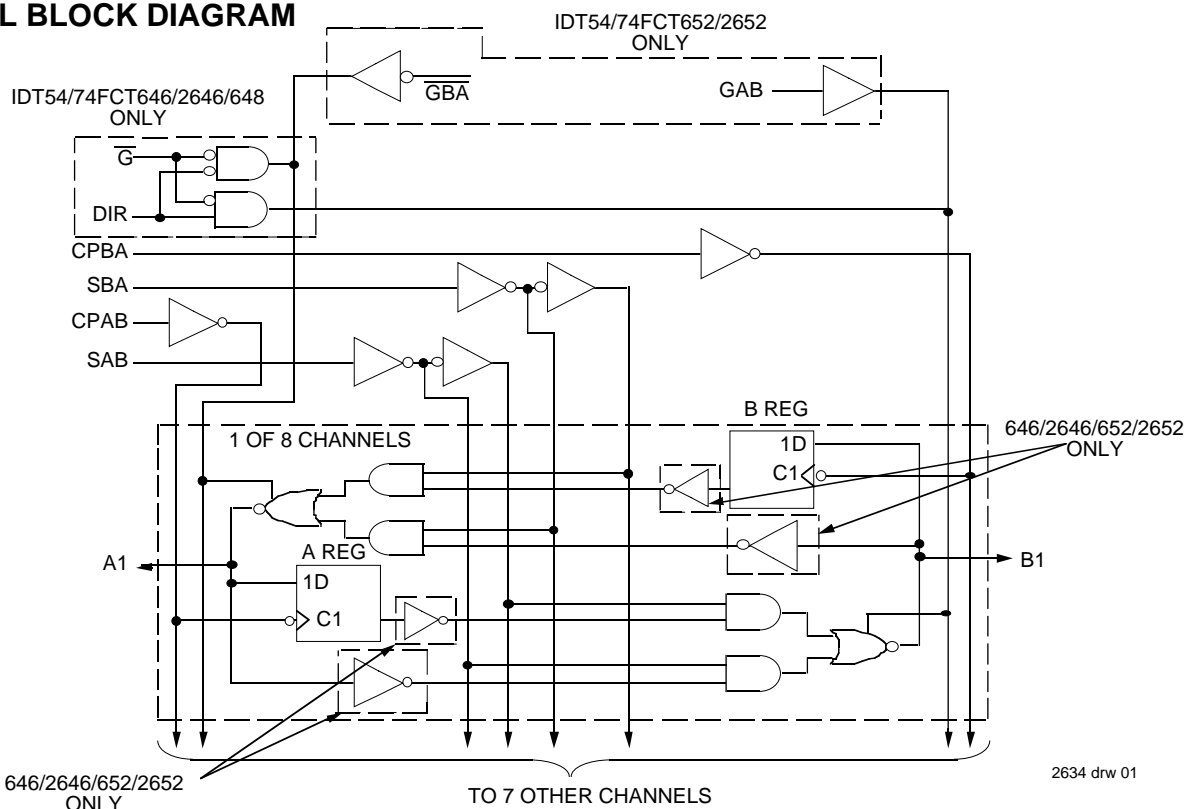 L BLOCK DIAGRAM
IDT54/74FCT652/2652
ONLY
GBA
GAB
IDT54/74FCT646/2646/648
ONLY
G
DIR
CPBA
SBA
CPAB
SAB
B REG
1 OF 8 CHANNELS
1D
C1
646/2646/652/2652
ONLY
A REG
A1
B1
1D
C1
646/2646/652/2652
ONLY
TO 7 OTHER CHANNELS
2634 drw 01